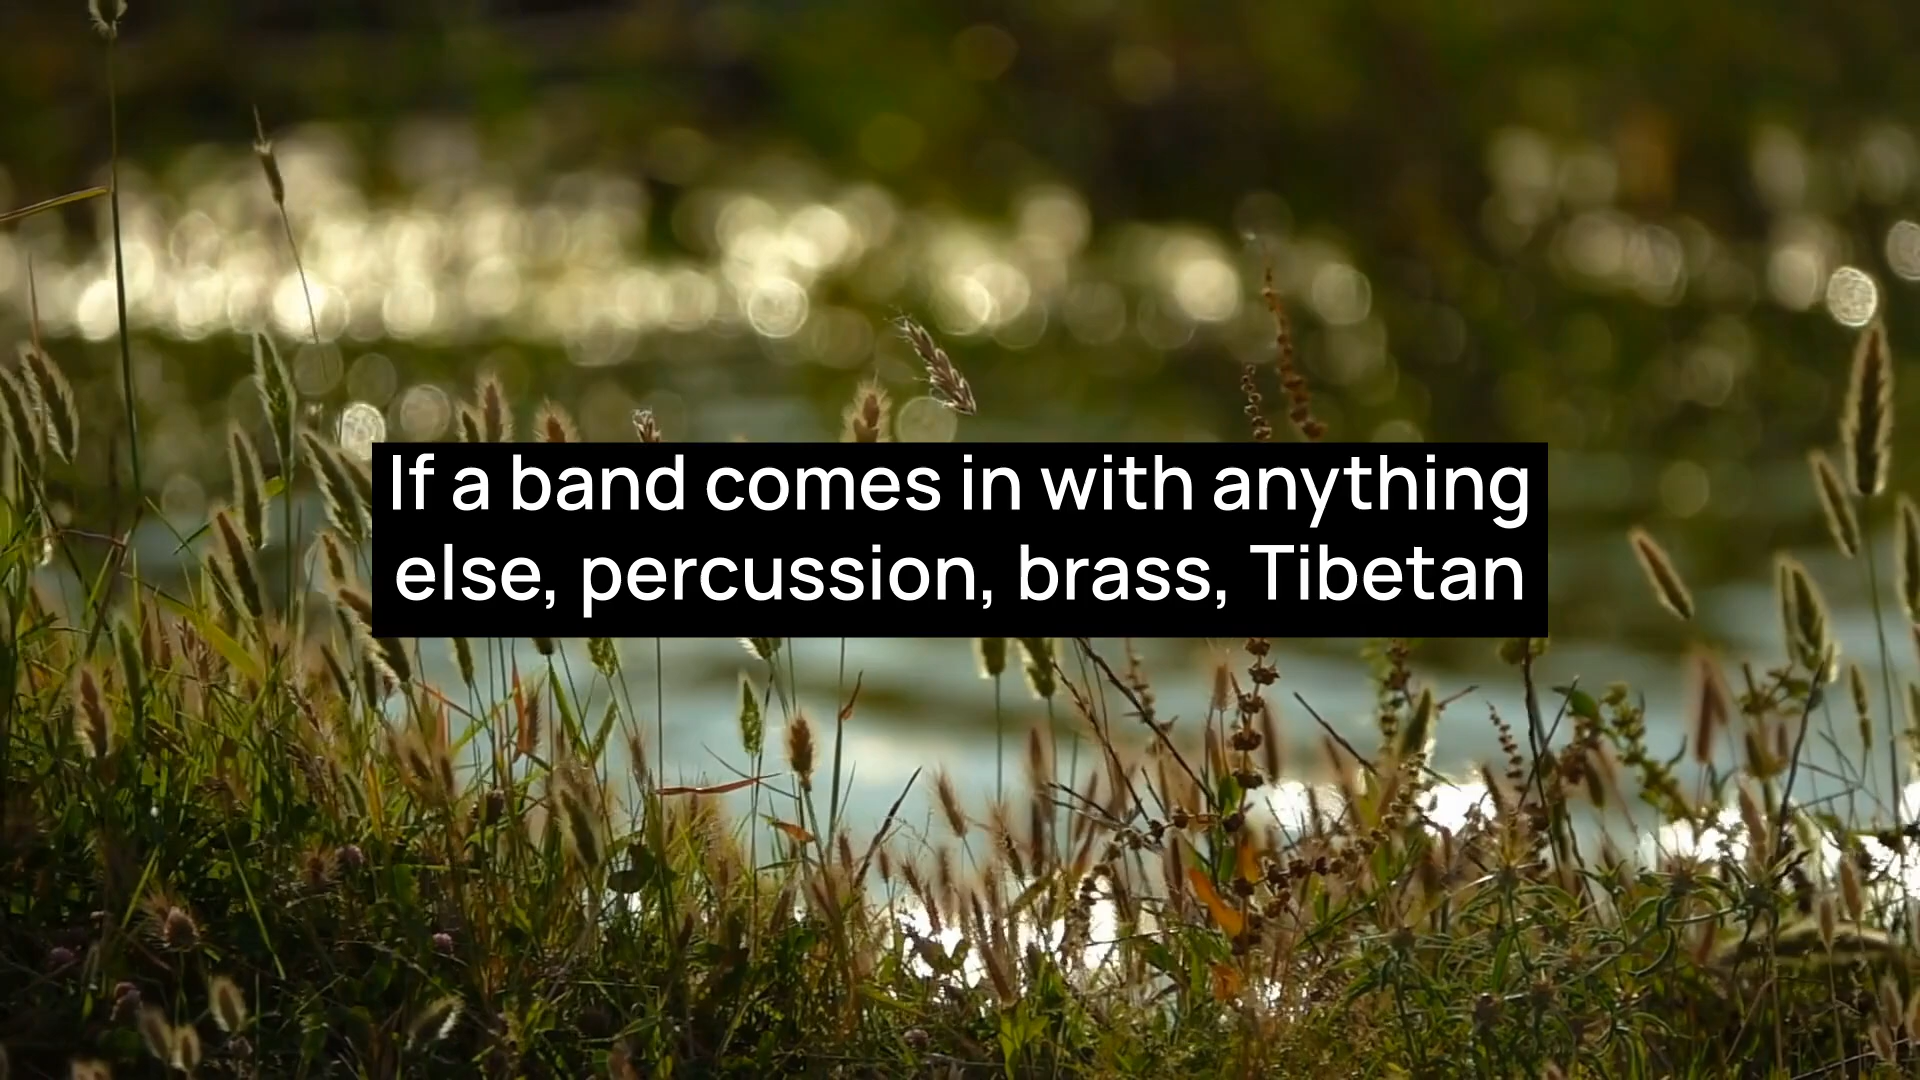 If a band comes in with anything
else, percussion, brass, Tibetan